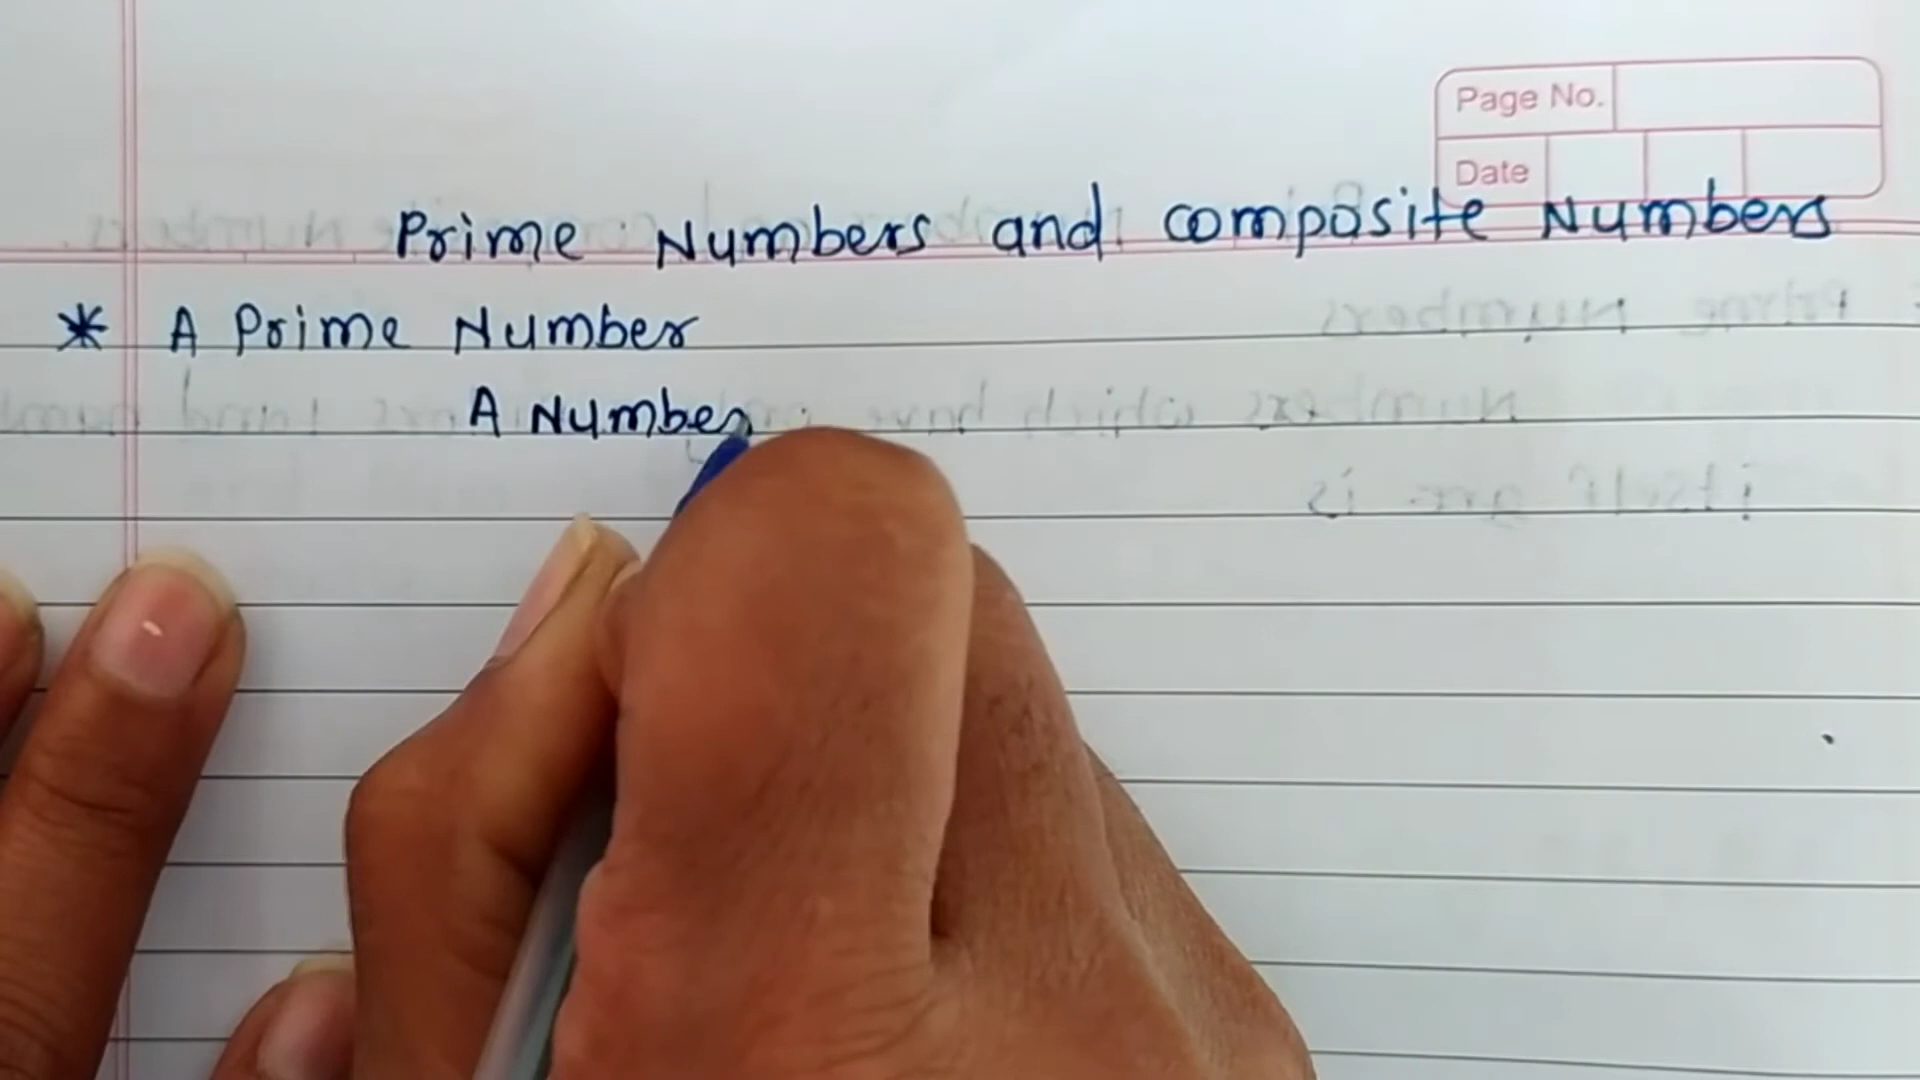 Page No.
Date
Prime Numbers and composite Numbers
* A Prime Number
A Number